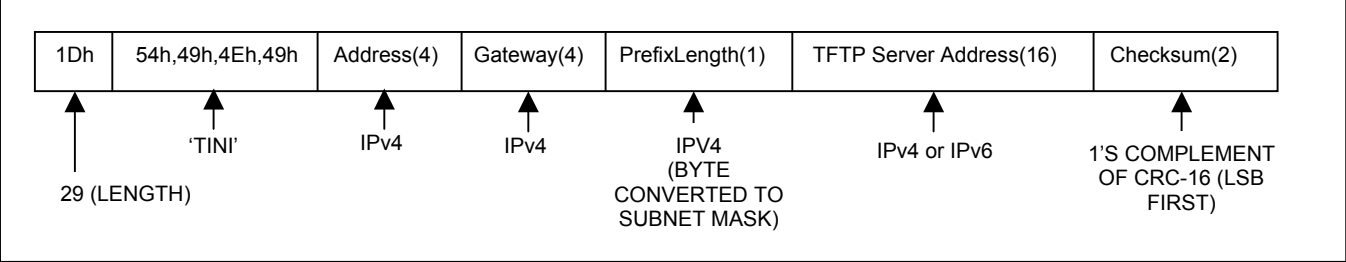 1Dh 54h,49h,4Eh,49h Address(4) Gateway(4) PrefixLength(1) TFTP Server Address(16) Checksum(2)
29 (LENGTH)
‘TINI’
IPv4
IPv4
IPV4
(BYTE
CONVERTED TO
SUBNET MASK)
IPv4 or IPv6
1'S COMPLEMENT
OF CRC-16 (LSB
FIRST)